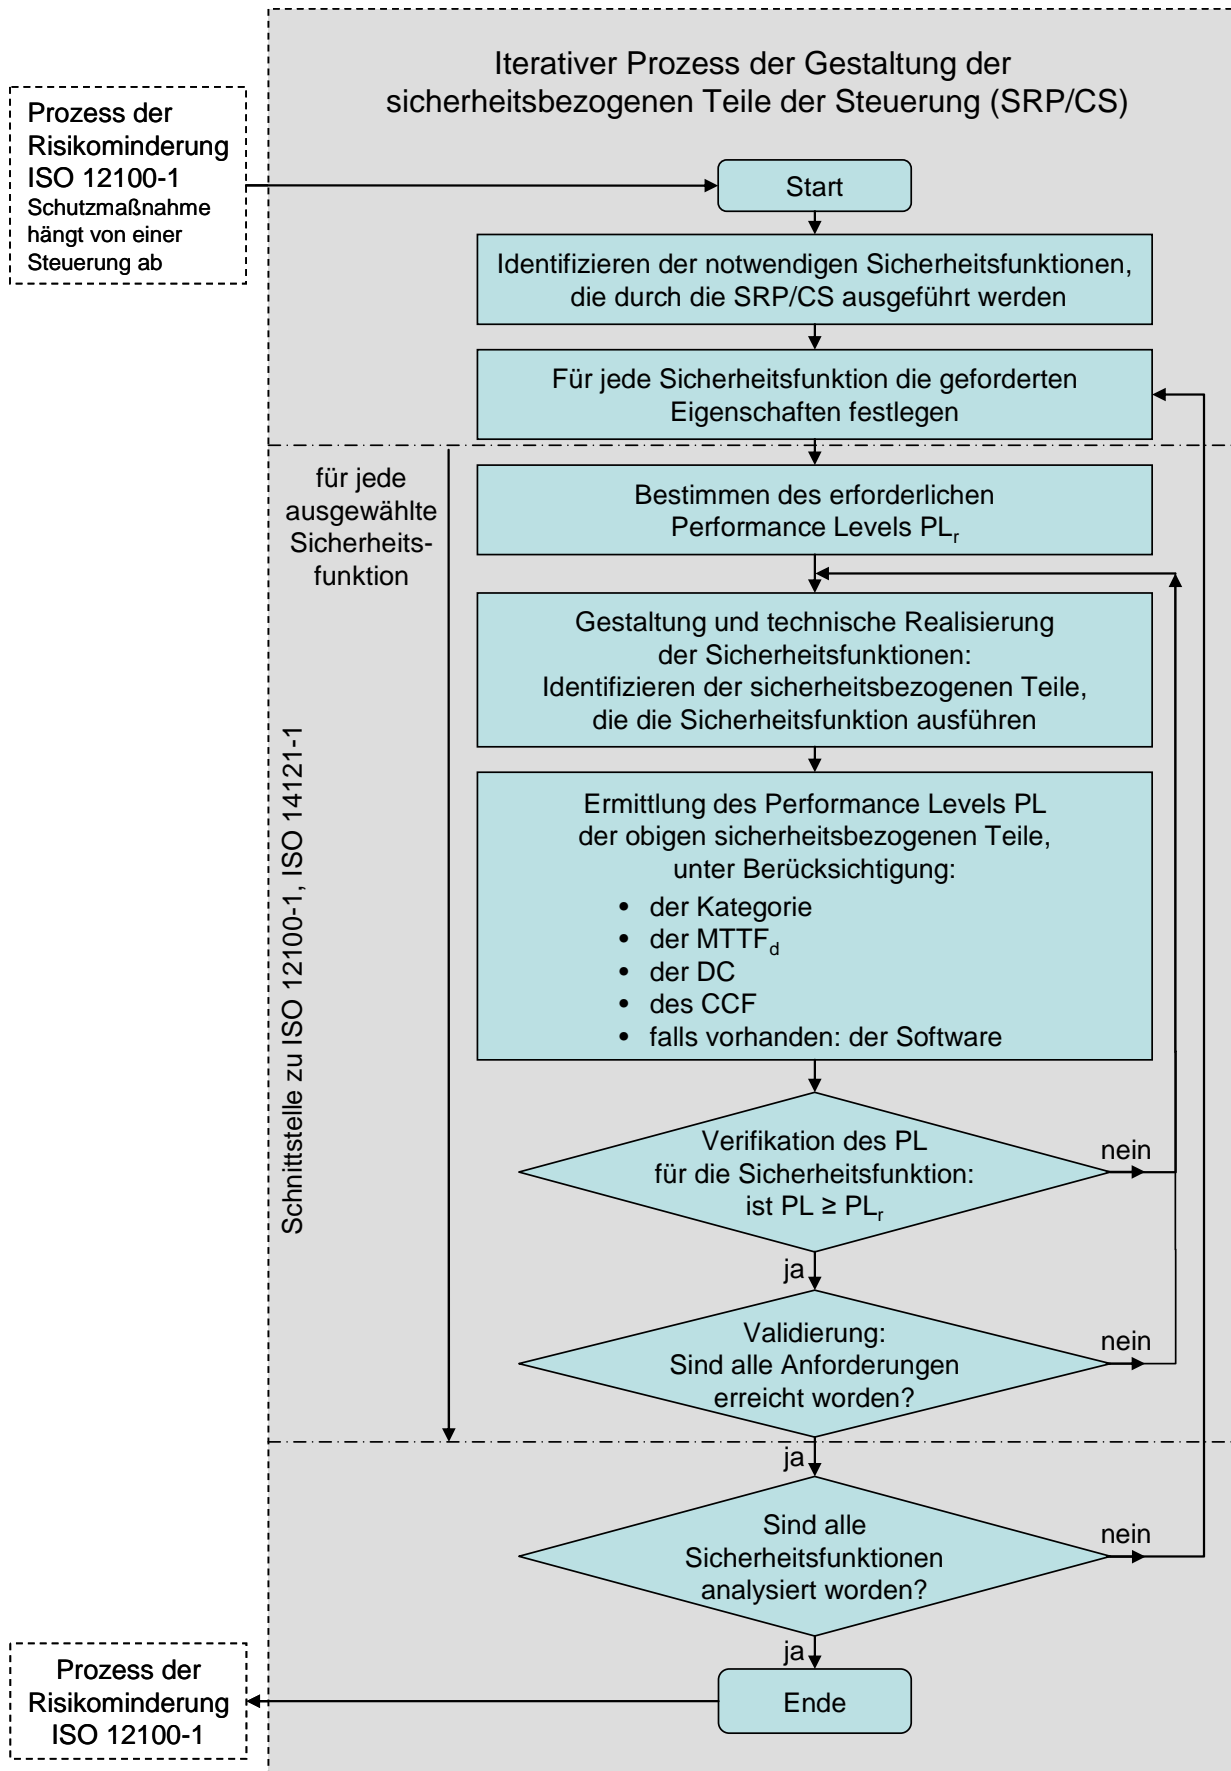 Iterativer Prozess der Gestaltung der
sicherheitsbezogenen Teile der Steuerung (SRP/CS)
Prozess der
Risikominderung
ISO 12100-1
Schutzmaßnahme
hängt von einer
Steuerung ab
Start
Identifizieren der notwendigen Sicherheitsfunktionen,
die durch die SRP/CS ausgeführt werden
Für jede Sicherheitsfunktion die geforderten
Eigenschaften festlegen
für jede
ausgewählte
Sicherheits-
funktion
Bestimmen des erforderlichen
Performance Levels PLr
Gestaltung und technische Realisierung
der Sicherheitsfunktionen:
Identifizieren der sicherheitsbezogenen Teile,
die die Sicherheitsfunktion ausführen
Schnittstelle zu ISO 12100-1, ISO 14121-1
Ermittlung des Performance Levels PL
der obigen sicherheitsbezogenen Teile,
unter Berücksichtigung:
• der Kategorie
• der MTTFd
• der DC
• des CCF
• falls vorhanden: der Software
Verifikation des PL
für die Sicherheitsfunktion:
ist PL ≥ PLr
nein
ja
Validierung:
Sind alle Anforderungen
erreicht worden?
nein
ja
Sind alle
Sicherheitsfunktionen
analysiert worden?
nein
ja
Ende
Prozess der
Risikominderung
ISO 12100-1